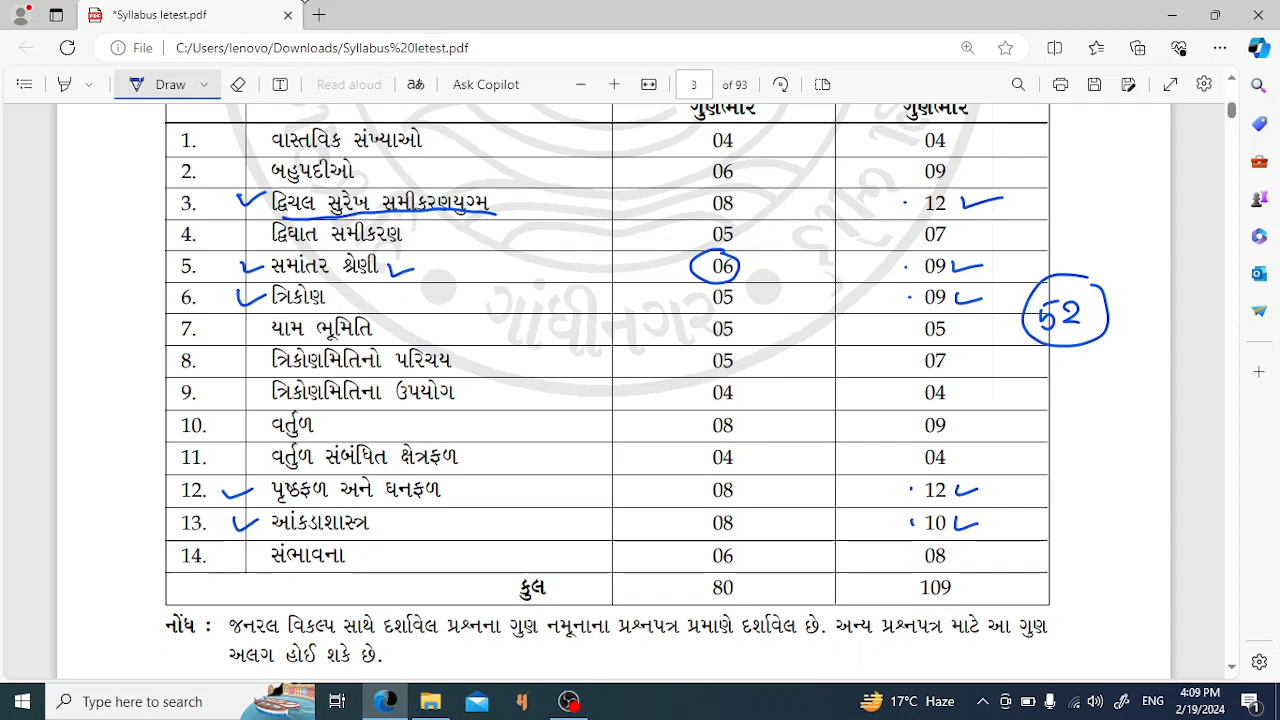 *Syllabus letest.pdf
File C:/Users/lenovo/Downloads/Syllabus%20letest.pdf
Draw Read aloud Ask Copilot 3 of 93
ગુણભાર ગુણભાર
1. વાસ્તવિક સંખ્યાઓ 04 04
2. બહુપદીઓ 06 09
3. દ્વિચલ સુરેખ સમીકરણયુગ્મ 08 12
4. દ્વિઘાત સમીકરણ 05 07
5. સમાંતર શ્રેણી 06 09
6. ત્રિકોણ 05 09
52
7. યામ ભૂમિતિ 05 05
8. ત્રિકોણમિતિનો પરિચય 05 07
9. ત્રિકોણમિતિના ઉપયોગ 04 04
10. વર્તુળ 08 09
11. વર્તુળ સંબંધિત ક્ષેત્રફળ 04 04
12. પૃષ્ઠફળ અને ઘનફળ 08 12
13. આંકડાશાસ્ત્ર 08 10
14. સંભાવના 06 08
કુલ 80 109
નોંધ : જનરલ વિકલ્પ સાથે દર્શાવેલ પ્રશ્નના ગુણ નમૂનાના પ્રશ્નપત્ર પ્રમાણે દર્શાવેલ છે. અન્ય પ્રશ્નપત્ર માટે આ ગુણ
અલગ હોઈ શકે છે.
ગાંધીનગર
Type here to search 17°C Haze ENG 4:09 PM
2/19/2024